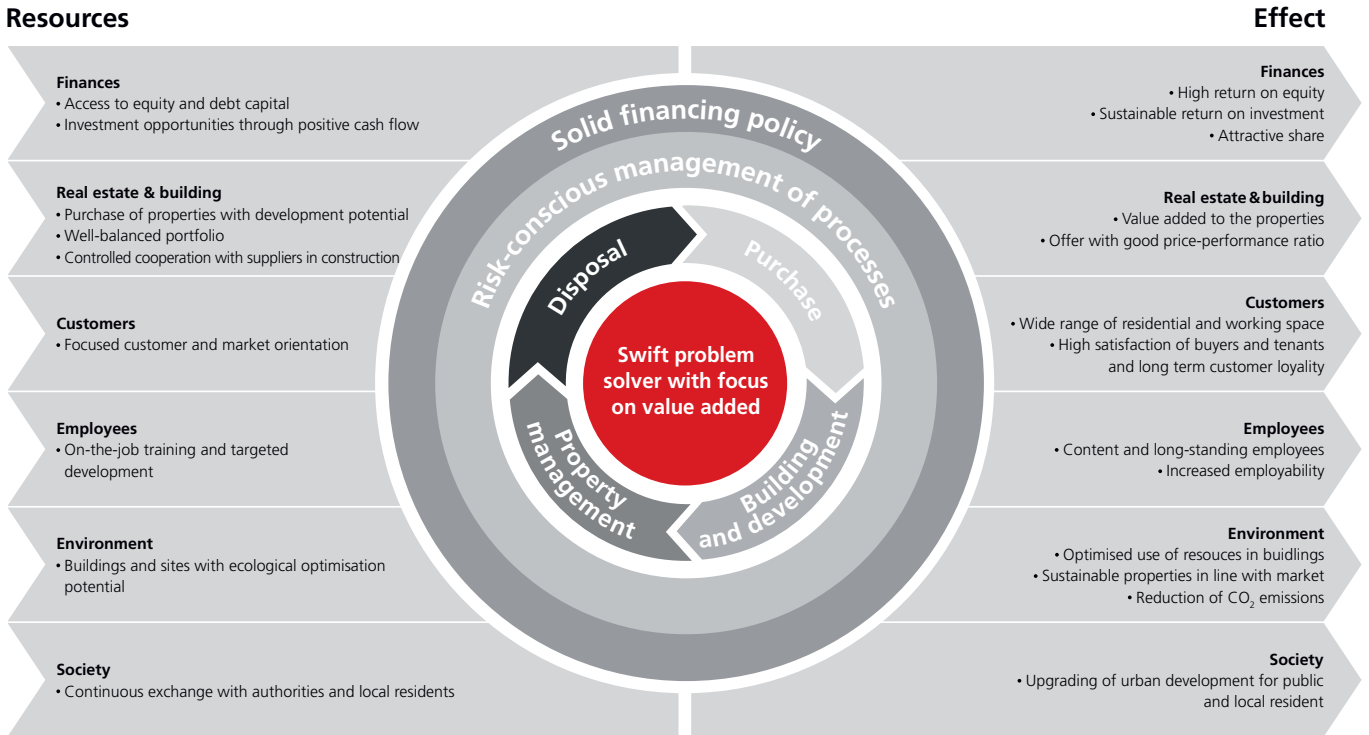 Resources
Effect
Finances
• Access to equity and debt capital
• Investment opportunities through positive cash flow
Real estate & building
• Purchase of properties with development potential
• Well-balanced portfolio
• Controlled cooperation with suppliers in construction
Customers
• Focused customer and market orientation
Employees
• On-the-job training and targeted
development
Environment
• Buildings and sites with ecological optimisation
potential
Society
• Continuous exchange with authorities and local residents
Solid financing policy
Risk-conscious management of processes
Disposal
Purchase
Building
and development
Property
management
Swift problem
solver with focus
on value added
Finances
• High return on equity
• Sustainable return on investment
• Attractive share
Real estate & building
• Value added to the properties
• Offer with good price-performance ratio
Customers
• Wide range of residential and working space
• High satisfaction of buyers and tenants
and long term customer loyality
Employees
• Content and long-standing employees
• Increased employability
Environment
• Optimised use of resouces in buidlings
• Sustainable properties in line with market
• Reduction of CO₂ emissions
Society
• Upgrading of urban development for public
and local resident